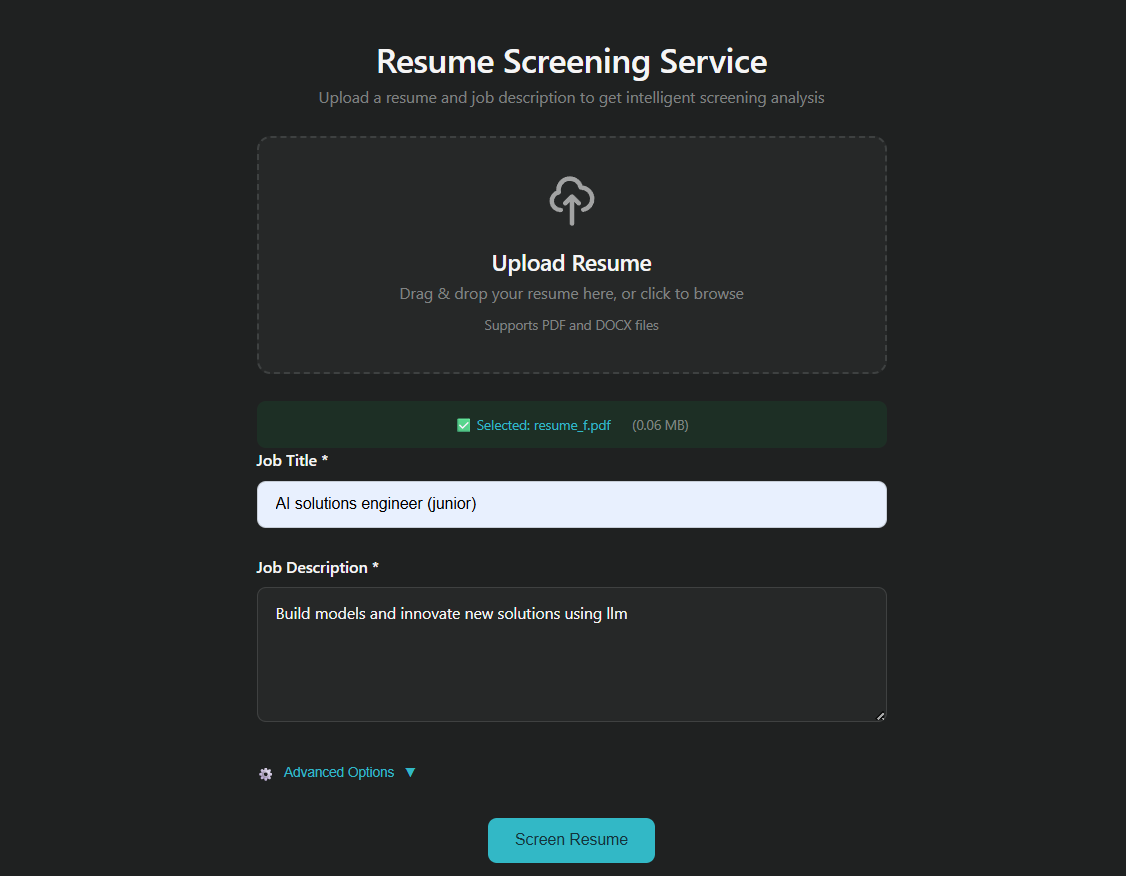 Resume Screening Service
Upload a resume and job description to get intelligent screening analysis
Upload Resume
Drag & drop your resume here, or click to browse
Supports PDF and DOCX files
✅ Selected: resume_f.pdf (0.06 MB)
Job Title *
AI solutions engineer (junior)
Job Description *
Build models and innovate new solutions using llm
Advanced Options ▼
Screen Resume